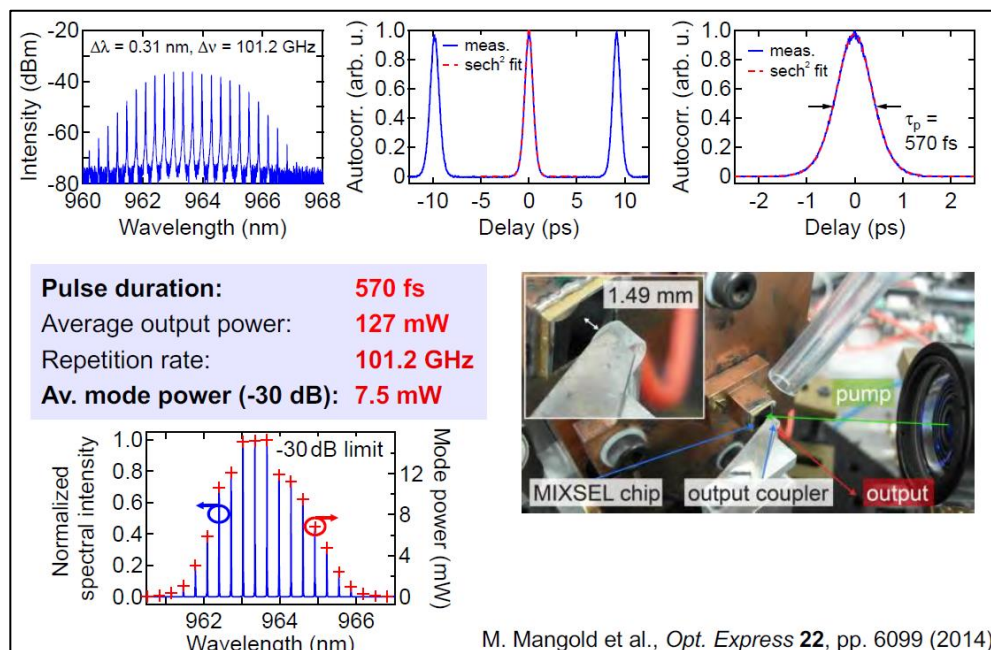 Δλ = 0.31 nm, Δν = 101.2 GHz
Intensity (dBm)
-20
-40
-60
-80
960 962 964 966 968
Wavelength (nm)
meas.
sech² fit
Autocorr. (arb. u.)
1.0
0.8
0.6
0.4
0.2
0
-10 -5 0 5 10
Delay (ps)
meas.
sech² fit
τp =
570 fs
Autocorr. (arb. u.)
1.0
0.8
0.6
0.4
0.2
0
-2 -1 0 1 2
Delay (ps)
Pulse duration: 570 fs
Average output power: 127 mW
Repetition rate: 101.2 GHz
Av. mode power (-30 dB): 7.5 mW
1.49 mm
pump
MIXSEL chip
output coupler
output
-30 dB limit
Normalized
spectral intensity
1.0
0.8
0.6
0.4
0.2
0.0
Mode power (mW)
12
8
4
0
962 964 966
Wavelength (nm)
M. Mangold et al., Opt. Express 22, pp. 6099 (2014)